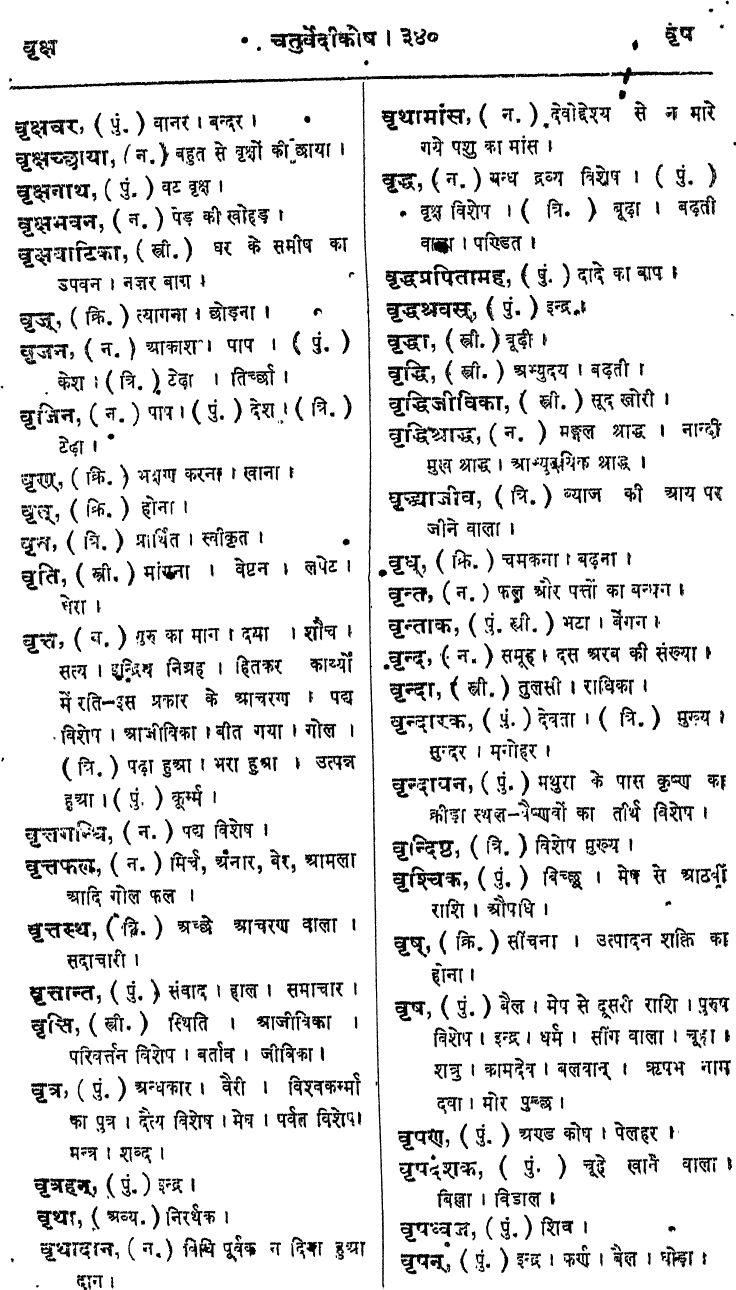 वृक्ष
चतुर्वेदीकोष । ३४०
वृष
वृक्षचर, ( पुं. ) वानर । बन्दर ।
वृक्षच्छाया, ( न. ) बहुत से वृक्षों की छाया ।
वृक्षनाथ, ( पुं. ) वट वृक्ष ।
वृक्षभवन, ( न. ) पेड़ की खोहड़ ।
वृक्षवाटिका, ( स्त्री. ) घर के समीप का
उपवन । नज़र बाग ।
वृज्, ( क्रि. ) त्यागना । छोड़ना ।
वृजन, ( न. ) आकाश । पाप । ( पुं. )
केश । ( त्रि. ) टेढ़ा । तिर्च्छा ।
वृजिन, ( न. ) पाप । ( पुं. ) देश । ( त्रि. )
टेढ़ा ।
वृण्, ( क्रि. ) भक्षण करना । खाना ।
वृत्, ( क्रि. ) होना ।
वृत, ( त्रि. ) प्रार्थित । स्वीकृत ।
वृति, ( स्त्री. ) मांगना । वेष्टन । लपेट ।
घेरा ।
वृत्त, ( न. ) गुरु का मान । दया । शौच ।
सत्य । इन्द्रिय निग्रह । हितकर काय्यों
में रति–इस प्रकार के आचरण । पद्य
विशेष । आजीविका । बीत गया । गोल ।
( त्रि. ) पढ़ा हुआ । भरा हुआ । उत्पन्न
हुआ । ( पुं. ) कूर्म्म ।
वृत्तगन्धि, ( न. ) पद्य विशेष ।
वृत्तफल, ( न. ) मिर्च, अनार, बेर, आमला
आदि गोल फल ।
वृत्तस्थ, ( त्रि. ) अच्छे आचरण वाला ।
सदाचारी ।
वृत्तान्त, ( पुं. ) संवाद । हाल । समाचार ।
वृत्ति, ( स्त्री. ) स्थिति । आजीविका ।
परिवर्त्तन विशेष । बर्ताव । जीविका ।
वृत्र, ( पुं. ) अन्धकार । वैरी । विश्वकर्म्मा
का पुत्र । दैत्य विशेष । मेघ । पर्वत विशेष ।
मन्त्र । शब्द ।
वृत्रहन्, ( पुं. ) इन्द्र ।
वृथा, ( अव्य. ) निरर्थक ।
वृथादान, ( न. ) विधि पूर्वक न दिया हुआ
दान ।
वृथामांस, ( न. ) देवोद्देश्य से न मारे
गये पशु का मांस ।
वृद्ध, ( न. ) गन्ध द्रव्य विशेष । ( पुं. )
वृक्ष विशेष । ( त्रि. ) बूढ़ा । बढ़ती
वाला । पण्डित ।
वृद्धप्रपितामह, ( पुं. ) दादे का बाप ।
वृद्धश्रवस्, ( पुं. ) इन्द्र ।
वृद्धा, ( स्त्री. ) बूढ़ी ।
वृद्धि, ( स्त्री. ) अभ्युदय । बढ़ती ।
वृद्धिजीविका, ( स्त्री. ) सूद खोरी ।
वृद्धिश्राद्ध, ( न. ) मङ्गल श्राद्ध । नान्दी
मुख श्राद्ध । आभ्युदयिक श्राद्ध ।
वृद्ध्याजीव, ( त्रि. ) व्याज की आय पर
जीने वाला ।
वृध्, ( क्रि. ) चमकना । बढ़ना ।
वृन्त, ( न. ) फल और पत्तों का बन्धन ।
वृन्ताक, ( पुं. स्त्री. ) भटा । बैंगन ।
वृन्द, ( न. ) समूह । दस अरब की संख्या ।
वृन्दा, ( स्त्री. ) तुलसी । राधिका ।
वृन्दारक, ( पुं. ) देवता । ( त्रि. ) मुख्य ।
सुन्दर । मनोहर ।
वृन्दावन, ( पुं. ) मथुरा के पास कृष्ण का
क्रीड़ा स्थल–वैष्णवों का तीर्थ विशेष ।
वृन्दिष्ठ, ( त्रि. ) विशेष मुख्य ।
वृश्चिक, ( पुं. ) बिच्छू । मेष से आठवीं
राशि । औषधि ।
वृष्, ( क्रि. ) सींचना । उत्पादन शक्ति का
होना ।
वृष, ( पुं. ) बैल । मेष से दूसरी राशि । पुरुष
विशेष । इन्द्र । धर्म । सींग वाला । चूहा ।
शत्रु । कामदेव । बलवान् । ऋषभ नाम
दवा । मोर पुच्छ ।
वृषण, ( पुं. ) अण्ड कोष । पेलहर ।
वृषदंशक, ( पुं. ) चूहे खाने वाला ।
बिल्ला । विडाल ।
वृषध्वज, ( पुं. ) शिव ।
वृषन्, ( पुं. ) इन्द्र । कर्ण । बैल । घोड़ा ।